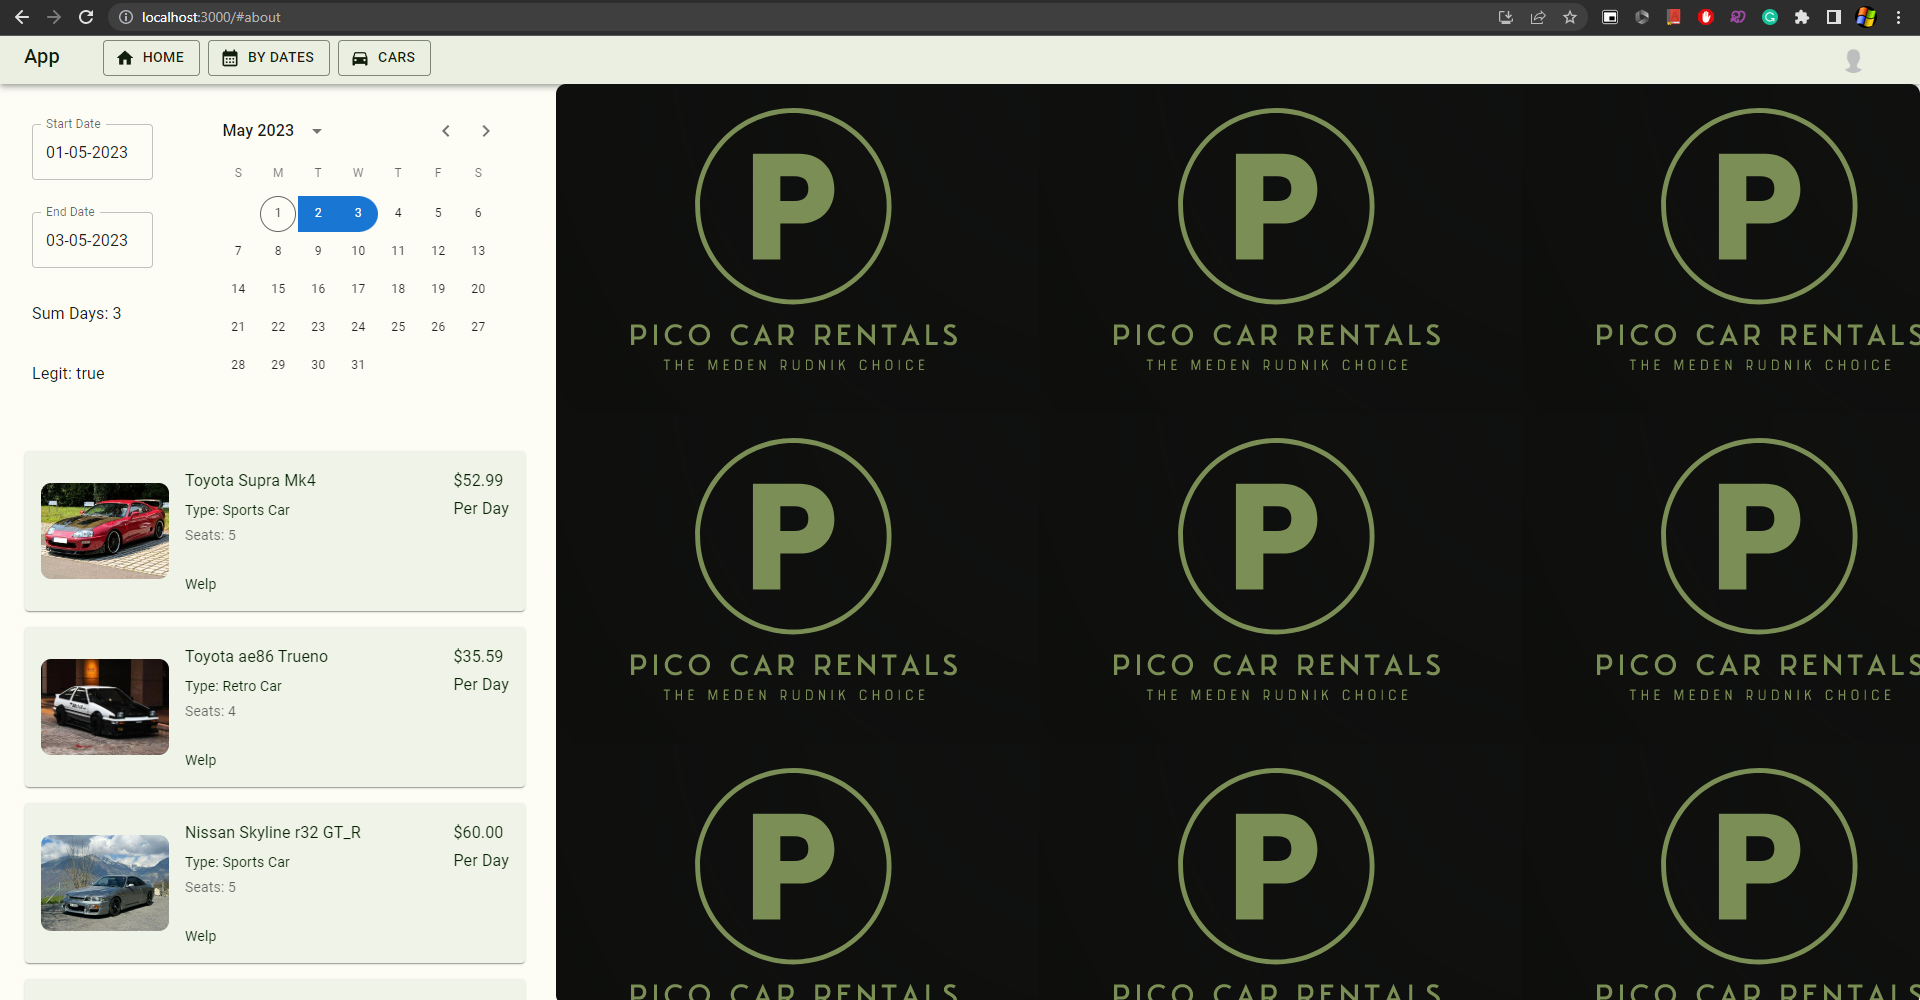 localhost:3000/#about
App
HOME
BY DATES
CARS
Start Date
01-05-2023
End Date
03-05-2023
Sum Days: 3
Legit: true
May 2023
S M T W T F S
1 2 3 4 5 6
7 8 9 10 11 12 13
14 15 16 17 18 19 20
21 22 23 24 25 26 27
28 29 30 31
Toyota Supra Mk4
$52.99
Type: Sports Car
Per Day
Seats: 5
Welp
Toyota ae86 Trueno
$35.59
Type: Retro Car
Per Day
Seats: 4
Welp
Nissan Skyline r32 GT_R
$60.00
Type: Sports Car
Per Day
Seats: 5
Welp
P P P
PICO CAR RENTALS PICO CAR RENTALS PICO CAR RENTALS
THE MEDEN RUDNIK CHOICE THE MEDEN RUDNIK CHOICE THE MEDEN RUDNIK CHOICE
P P P
PICO CAR RENTALS PICO CAR RENTALS PICO CAR RENTALS
THE MEDEN RUDNIK CHOICE THE MEDEN RUDNIK CHOICE THE MEDEN RUDNIK CHOICE
P P P
PICO CAR RENTALS PICO CAR RENTALS PICO CAR RENTALS